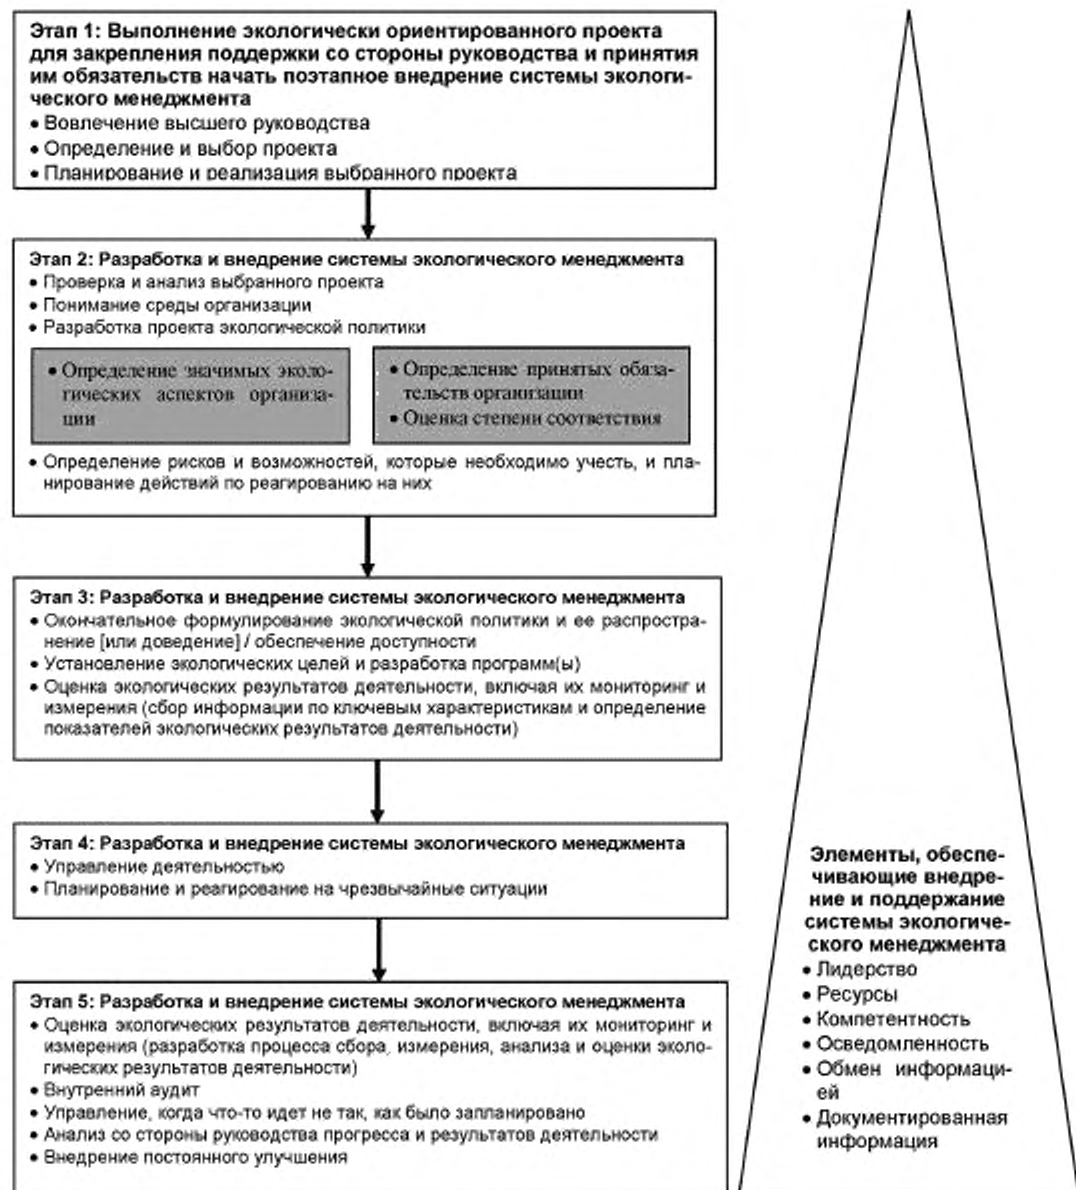 Этап 1: Выполнение экологически ориентированного проекта
для закрепления поддержки со стороны руководства и принятия
им обязательств начать поэтапное внедрение системы экологи-
ческого менеджмента
• Вовлечение высшего руководства
• Определение и выбор проекта
• Планирование и реализация выбранного проекта
Этап 2: Разработка и внедрение системы экологического менеджмента
• Проверка и анализ выбранного проекта
• Понимание среды организации
• Разработка проекта экологической политики
• Определение значимых эколо-
гических аспектов организа-
ции
• Определение принятых обяза-
тельств организации
• Оценка степени соответствия
• Определение рисков и возможностей, которые необходимо учесть, и пла-
нирование действий по реагированию на них
Этап 3: Разработка и внедрение системы экологического менеджмента
• Окончательное формулирование экологической политики и ее распростра-
нение [или доведение] / обеспечение доступности
• Установление экологических целей и разработка программ(ы)
• Оценка экологических результатов деятельности, включая их мониторинг и
измерения (сбор информации по ключевым характеристикам и определение
показателей экологических результатов деятельности)
Этап 4: Разработка и внедрение системы экологического менеджмента
• Управление деятельностью
• Планирование и реагирование на чрезвычайные ситуации
Этап 5: Разработка и внедрение системы экологического менеджмента
• Оценка экологических результатов деятельности, включая их мониторинг и
измерения (разработка процесса сбора, измерения, анализа и оценки эколо-
гических результатов деятельности)
• Внутренний аудит
• Управление, когда что-то идет не так, как было запланировано
• Анализ со стороны руководства прогресса и результатов деятельности
• Внедрение постоянного улучшения
Элементы, обеспе-
чивающие внедре-
ние и поддержание
системы экологиче-
ского менеджмента
• Лидерство
• Ресурсы
• Компетентность
• Осведомленность
• Обмен информаци-
ей
• Документированная
информация